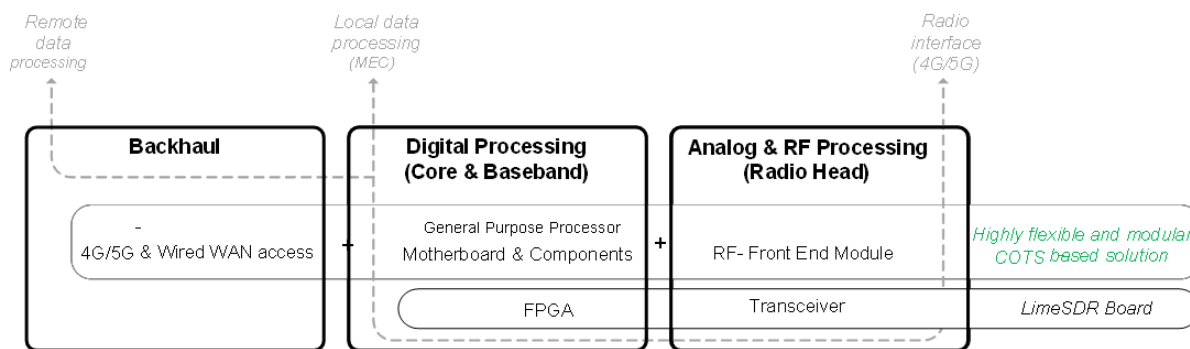 Remote
data
processing
Local data
processing
(MEC)
Radio
interface
(4G/5G)
Backhaul
Digital Processing
(Core & Baseband)
Analog & RF Processing
(Radio Head)
-
4G/5G & Wired WAN access
+
General Purpose Processor
Motherboard & Components
+
RF- Front End Module
Highly flexible and modular
COTS based solution
FPGA
Transceiver
LimeSDR Board